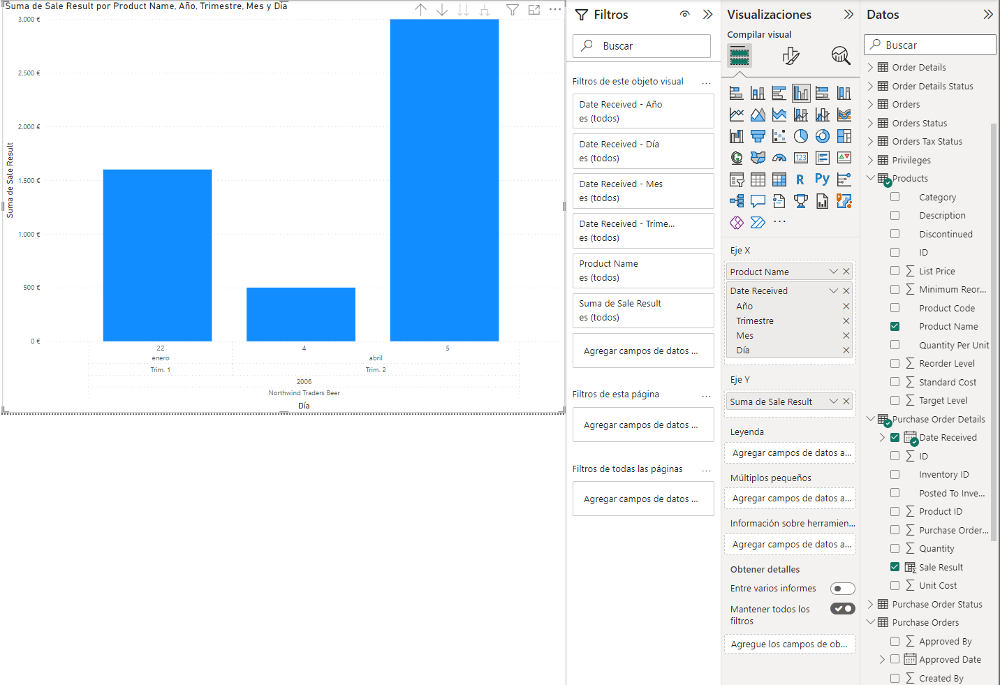 Suma de Sale Result por Product Name, Año, Trimestre, Mes y Día
Suma de Sale Result
3.000 €
2.500 €
2.000 €
1.500 €
1.000 €
500 €
0 €
22
4
5
enero
abril
Trim. 1
Trim. 2
2006
Northwind Traders Beer
Día
Filtros
Buscar
Filtros de este objeto visual
...
Date Received - Año
es (todos)
Date Received - Día
es (todos)
Date Received - Mes
es (todos)
Date Received - Trime...
es (todos)
Product Name
es (todos)
Suma de Sale Result
es (todos)
Agregar campos de datos ...
Filtros de esta página
...
Agregar campos de datos ...
Filtros de todas las páginas
...
Agregar campos de datos ...
Visualizaciones
Compilar visual
123
R
Py
...
Eje X
Product Name
Date Received
Año
Trimestre
Mes
Día
Eje Y
Suma de Sale Result
Leyenda
Agregar campos de datos a...
Múltiplos pequeños
Agregar campos de datos a...
Información sobre herramien...
Agregar campos de datos a...
Obtener detalles
Entre varios informes
Mantener todos los
filtros
Agregue los campos de ob...
Datos
Buscar
Order Details
Order Details Status
Orders
Orders Status
Orders Tax Status
Privileges
Products
Category
Description
Discontinued
ID
List Price
Minimum Reor...
Product Code
Product Name
Quantity Per Unit
Reorder Level
Standard Cost
Target Level
Purchase Order Details
Date Received
ID
Inventory ID
Posted To Inve...
Product ID
Purchase Order...
Quantity
Sale Result
Unit Cost
Purchase Order Status
Purchase Orders
Approved By
Approved Date
Created By